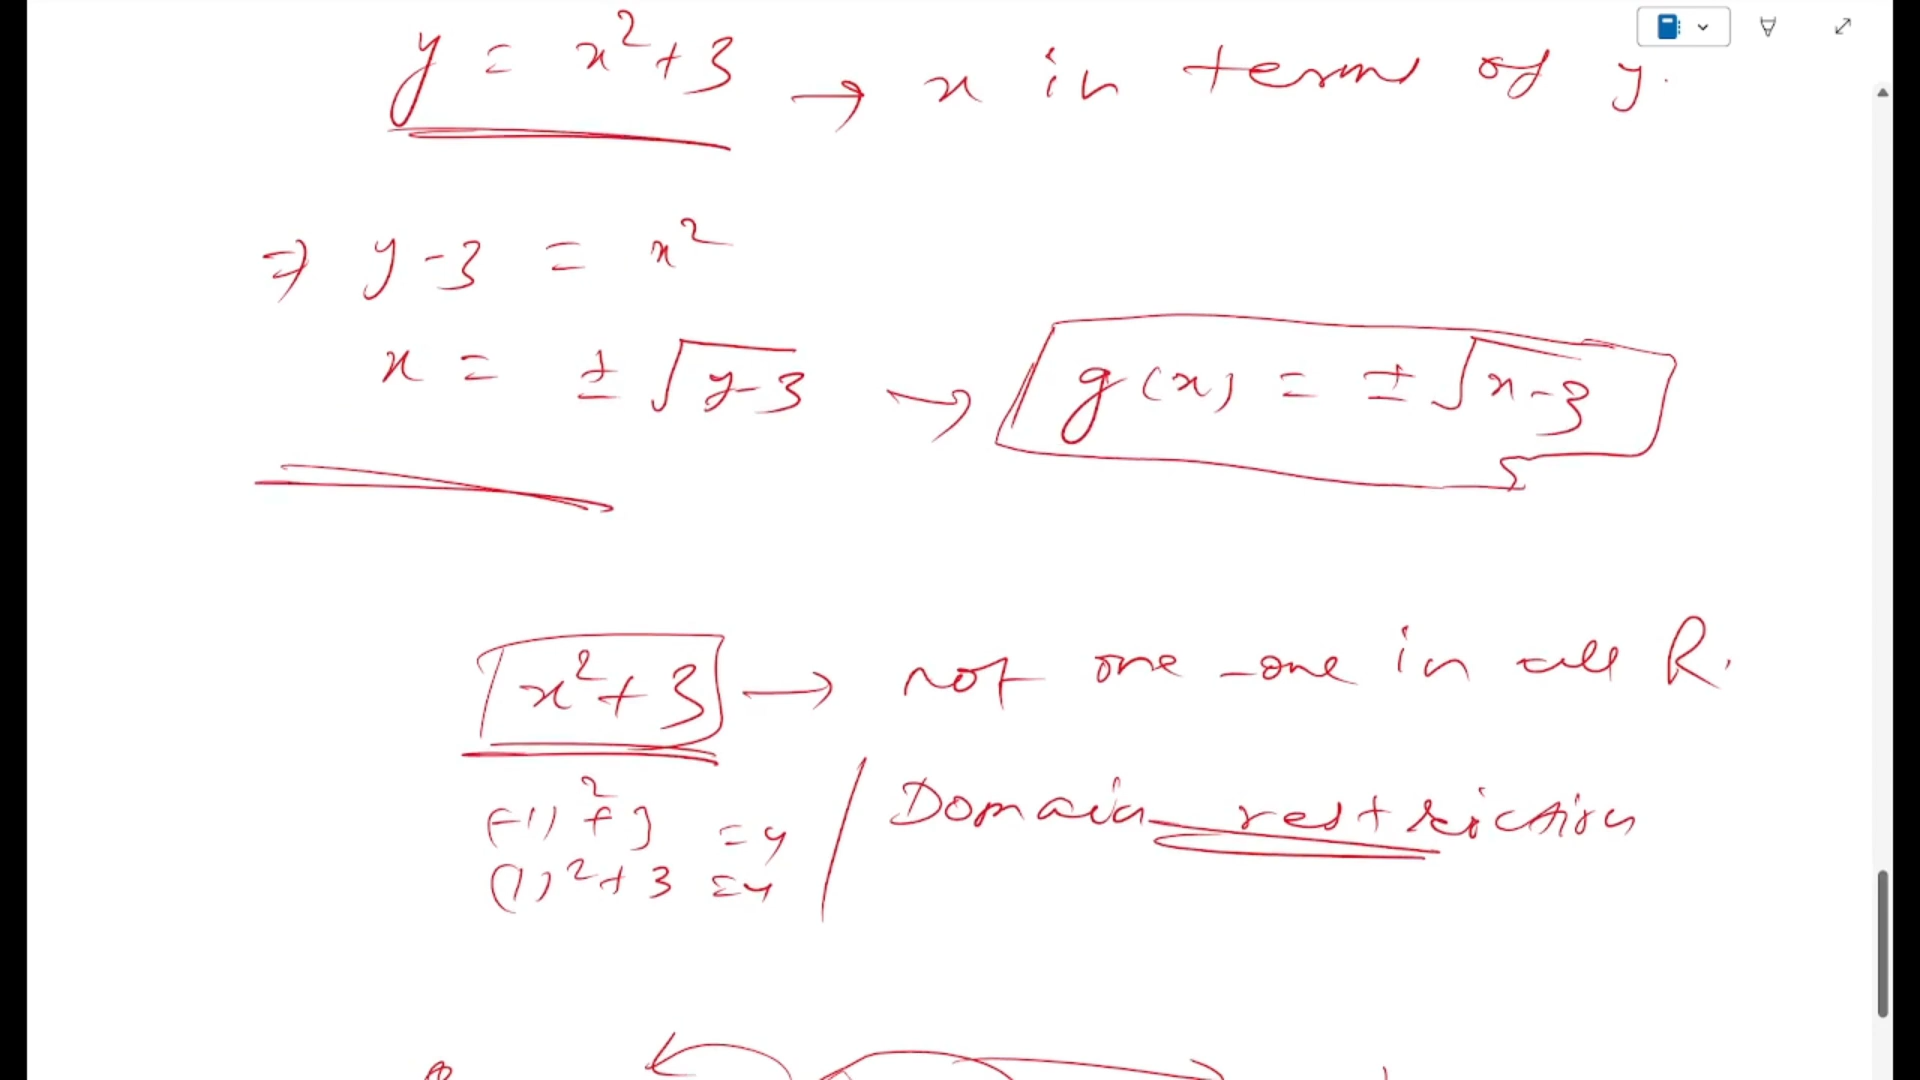 y = x²+3 → x in term of y.
⇒ y-3 = x²
x = ± √y-3 → g(x) = ± √x-3
x²+3 → not one-one in all R.
(-1)²+3 = 4 / Domain restriction
(1)²+3 = 4